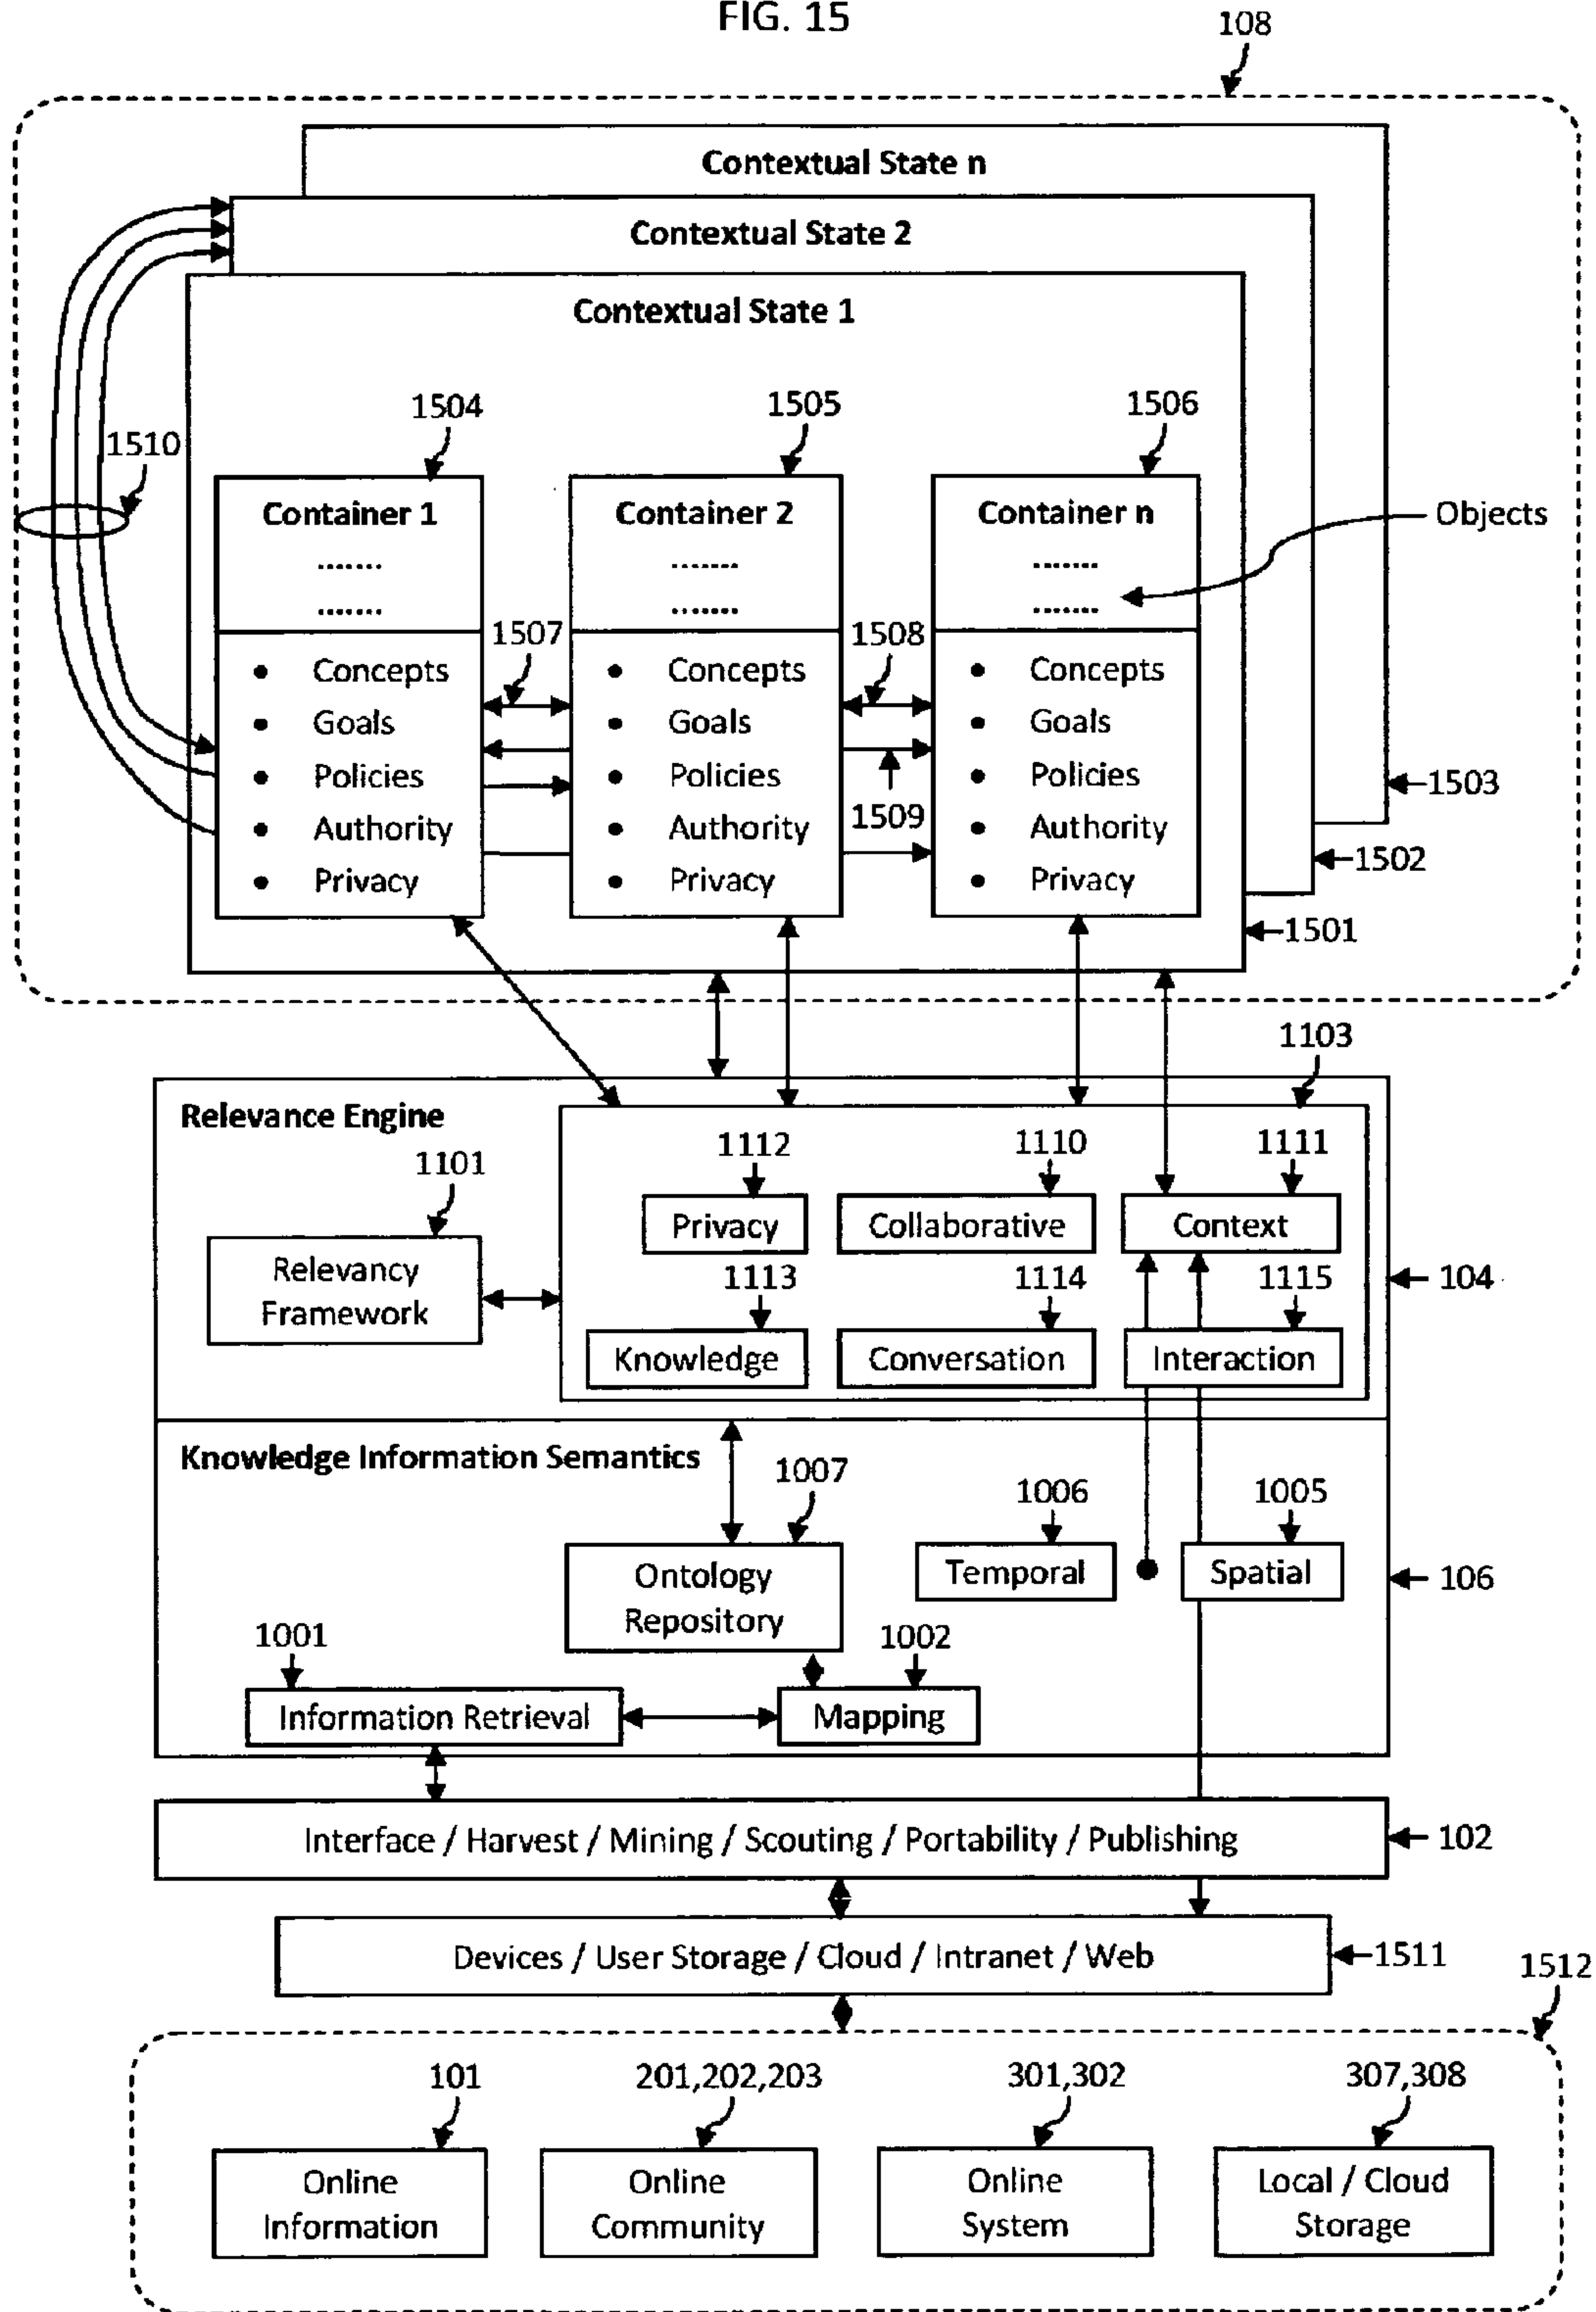 FIG. 15
108
Contextual State n
Contextual State 2
Contextual State 1
1504
1505
1506
1510
Container 1
.......
.......
Container 2
.......
.......
Container n
.......
.......
Objects
1507
1508
• Concepts
• Goals
• Policies
• Authority
• Privacy
• Concepts
• Goals
• Policies
• Authority
• Privacy
• Concepts
• Goals
• Policies
• Authority
• Privacy
1509
1503
1502
1501
1103
Relevance Engine
1112
1110
1111
1101
Privacy
Collaborative
Context
Relevancy
Framework
1113
1114
1115
104
Knowledge
Conversation
Interaction
Knowledge Information Semantics
1007
1006
1005
Ontology
Repository
Temporal
Spatial
106
1001
1002
Information Retrieval
Mapping
Interface / Harvest / Mining / Scouting / Portability / Publishing
102
Devices / User Storage / Cloud / Intranet / Web
1511
1512
101
201,202,203
301,302
307,308
Online
Information
Online
Community
Online
System
Local / Cloud
Storage